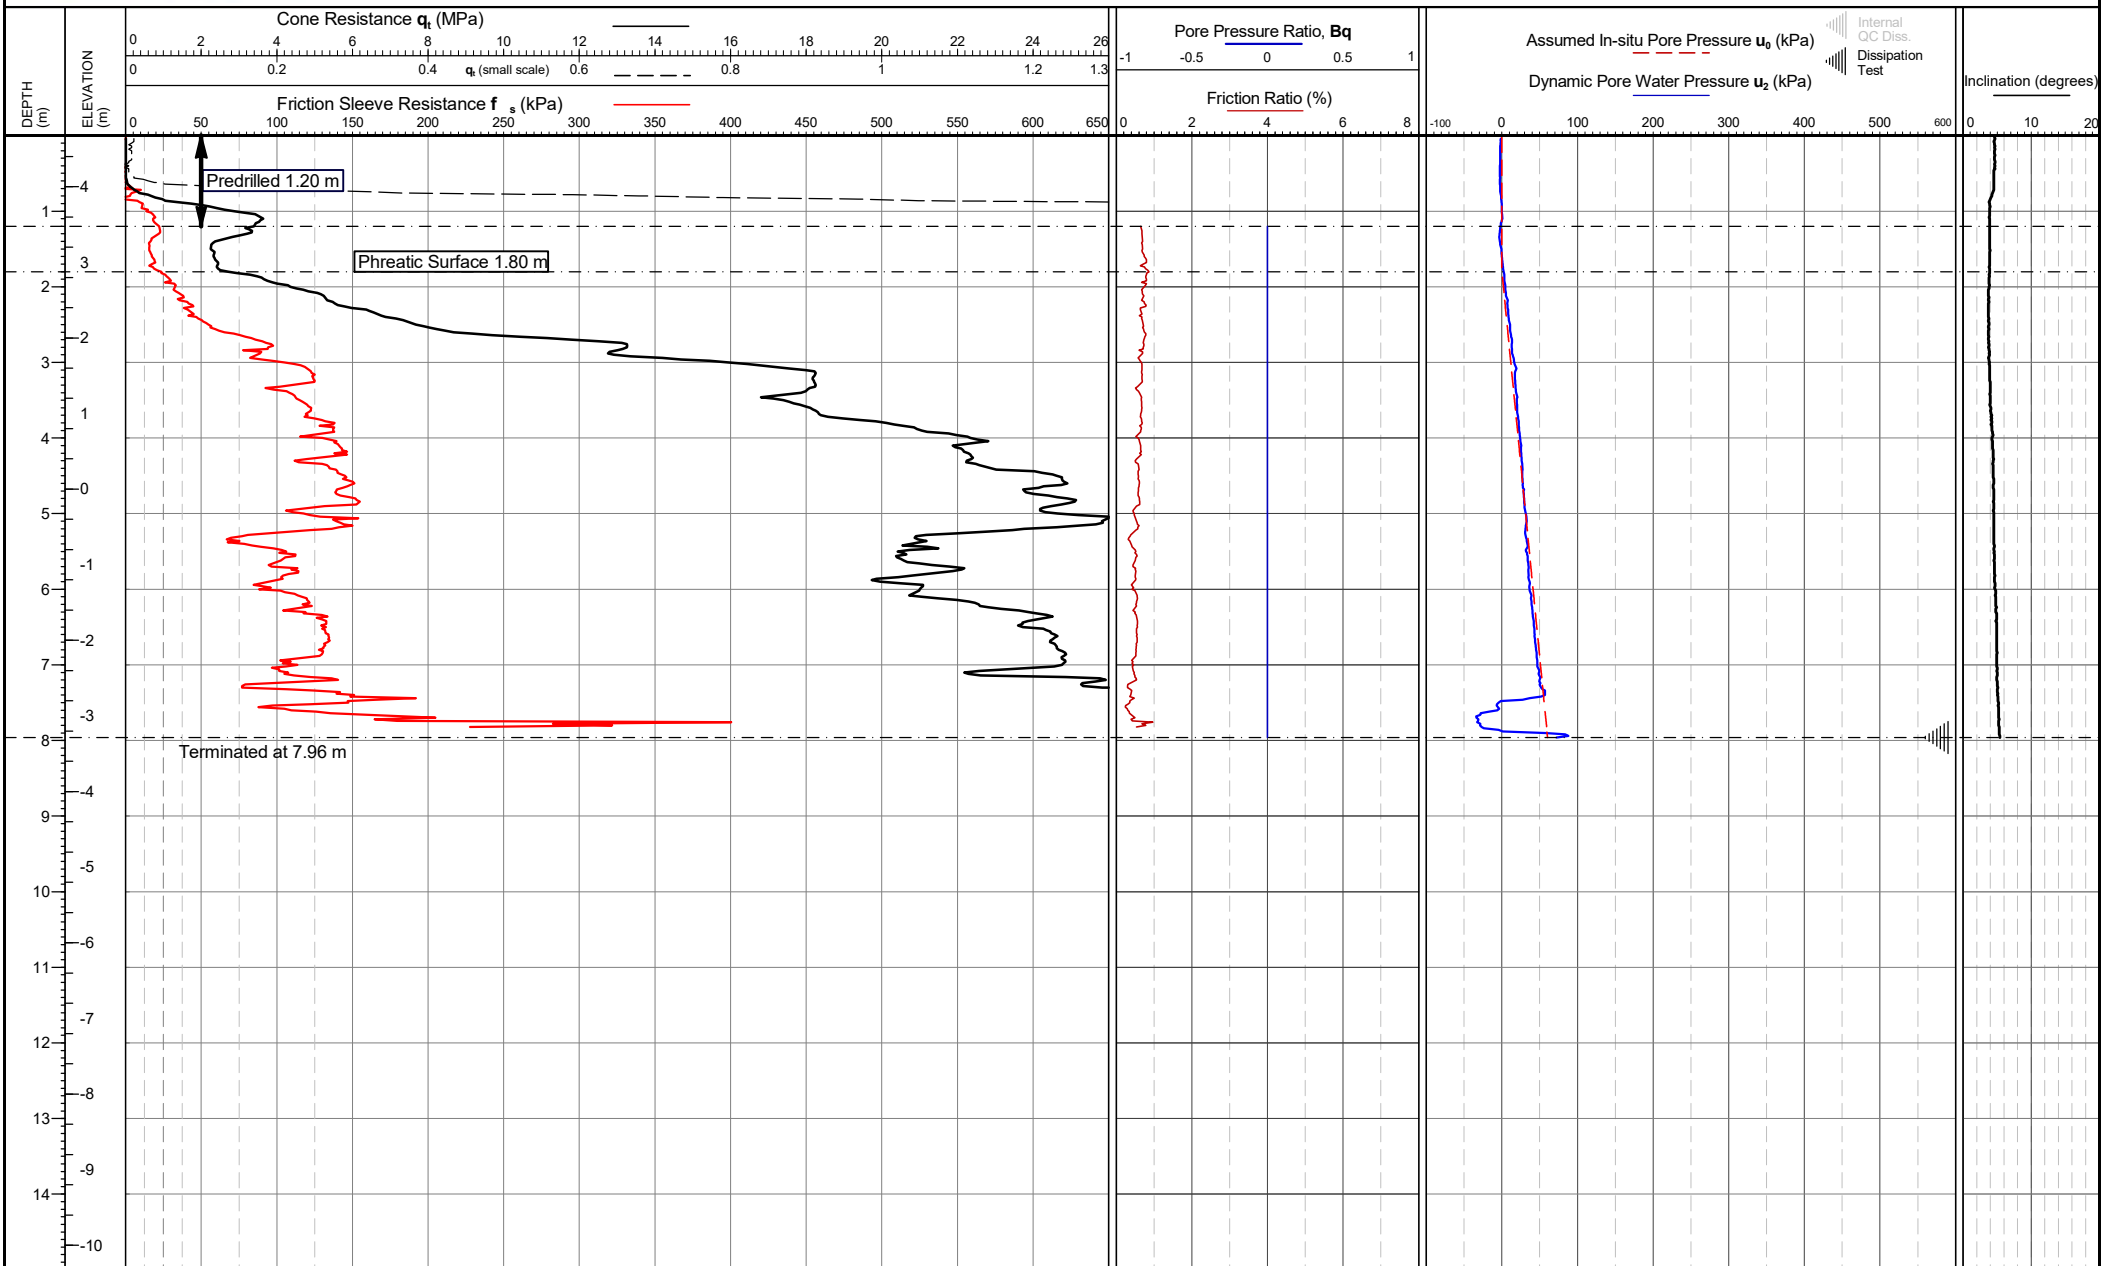 Cone Resistance qt (MPa)
0 2 4 6 8 10 12 14 16 18 20 22 24 26
0 0.2 0.4 qt (small scale) 0.6 0.8 1 1.2 1.3
Friction Sleeve Resistance f s (kPa)
0 50 100 150 200 250 300 350 400 450 500 550 600 650
DEPTH (m)
ELEVATION (m)
Pore Pressure Ratio, Bq
-1 -0.5 0 0.5 1
Friction Ratio (%)
0 2 4 6 8
Assumed In-situ Pore Pressure u0 (kPa)
Dynamic Pore Water Pressure u2 (kPa)
-100 0 100 200 300 400 500 600
Internal
QC Diss.
Dissipation
Test
Inclination (degrees)
0 10 20
Predrilled 1.20 m
Phreatic Surface 1.80 m
Terminated at 7.96 m
4
1
3
2
2
3
1
4
0
5
-1
6
-2
7
-3
8
-4
9
-5
10
-6
11
-7
12
-8
13
-9
14
-10